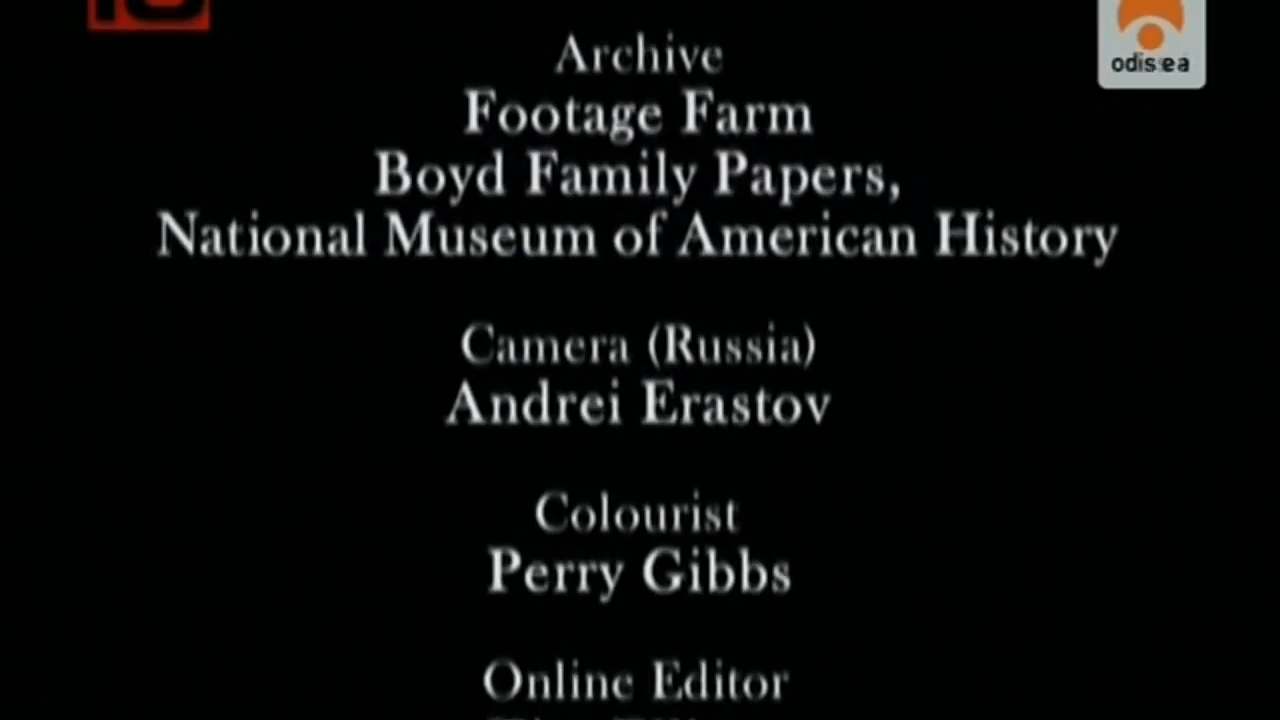 odisea
Archive
Footage Farm
Boyd Family Papers,
National Museum of American History
Camera (Russia)
Andrei Erastov
Colourist
Perry Gibbs
Online Editor